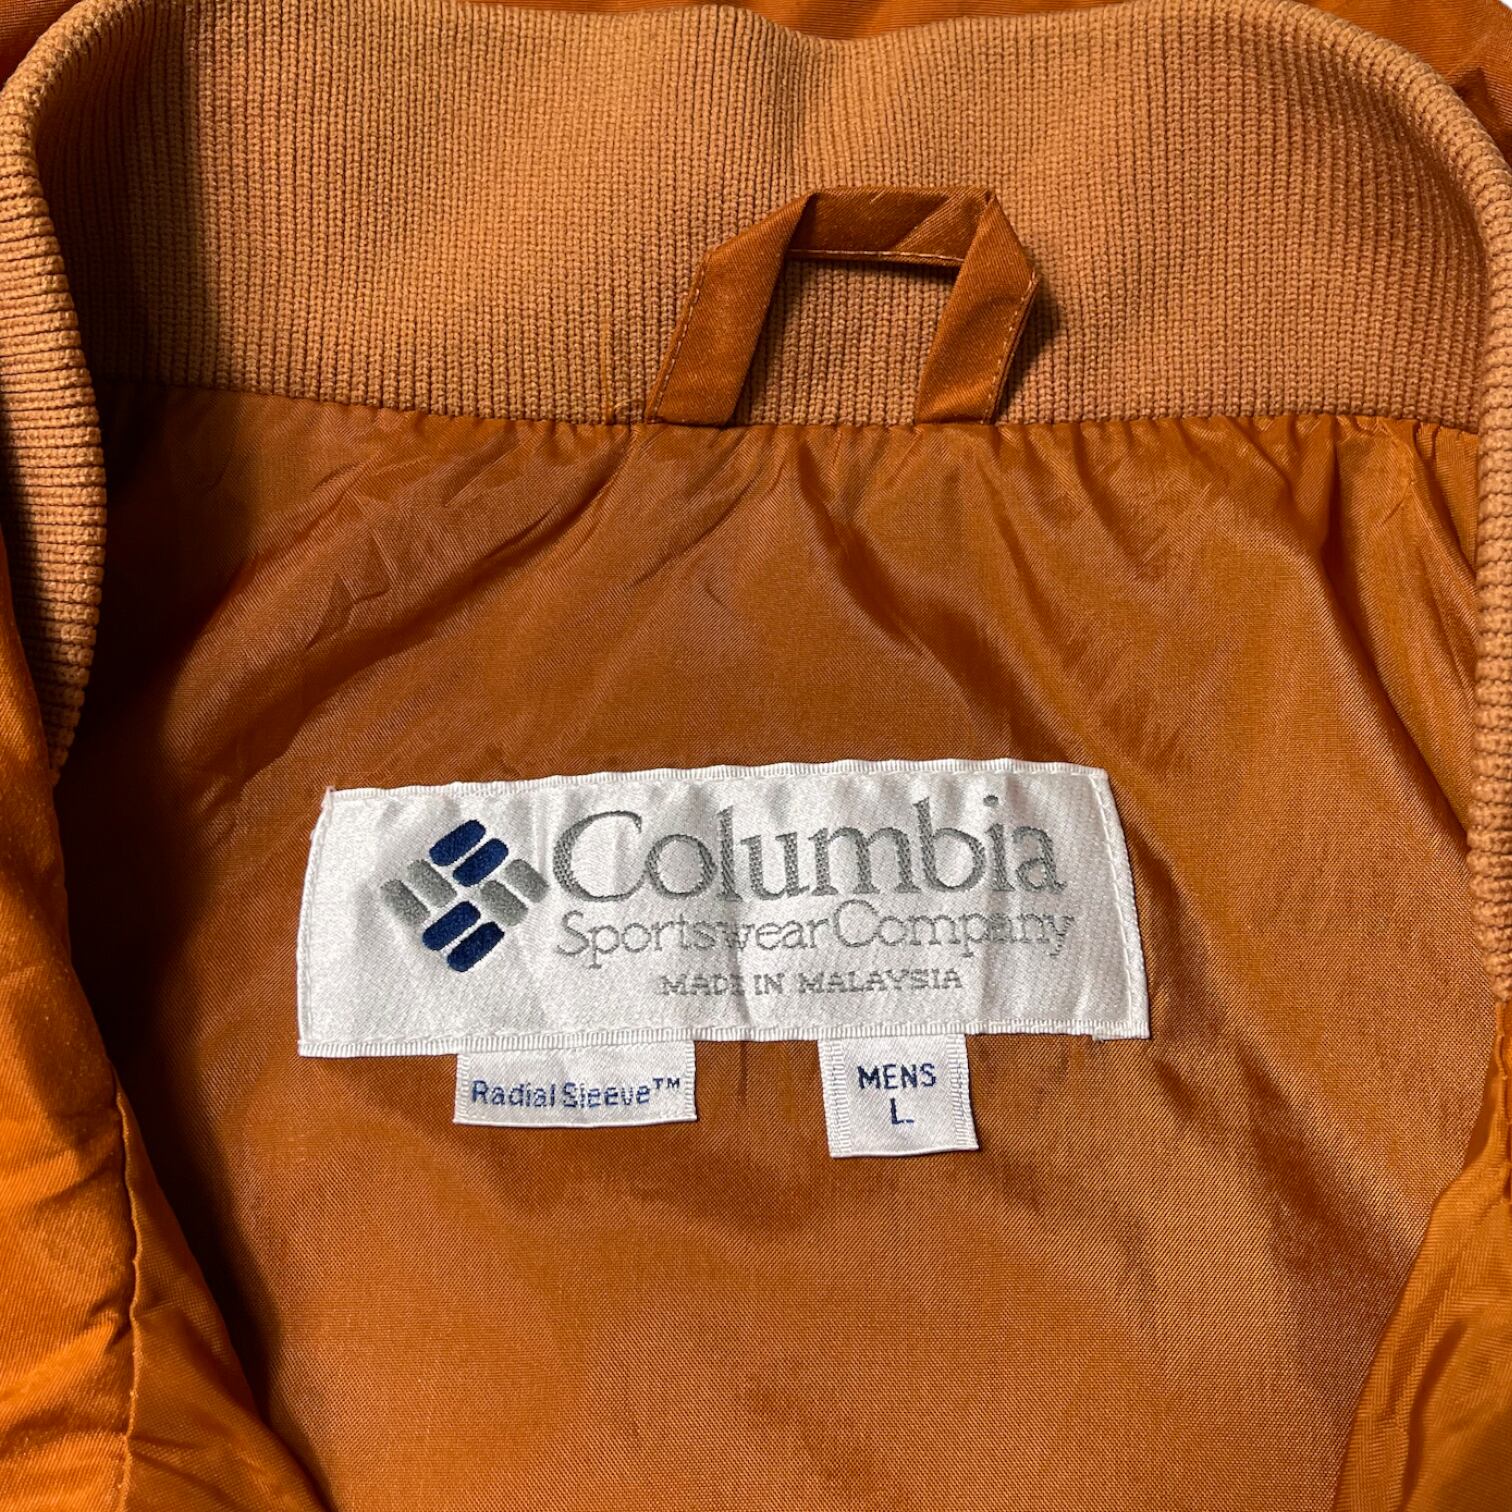 Columbia
Sportswear Company
MADE IN MALAYSIA
Radial Sleeve™
MENS
L